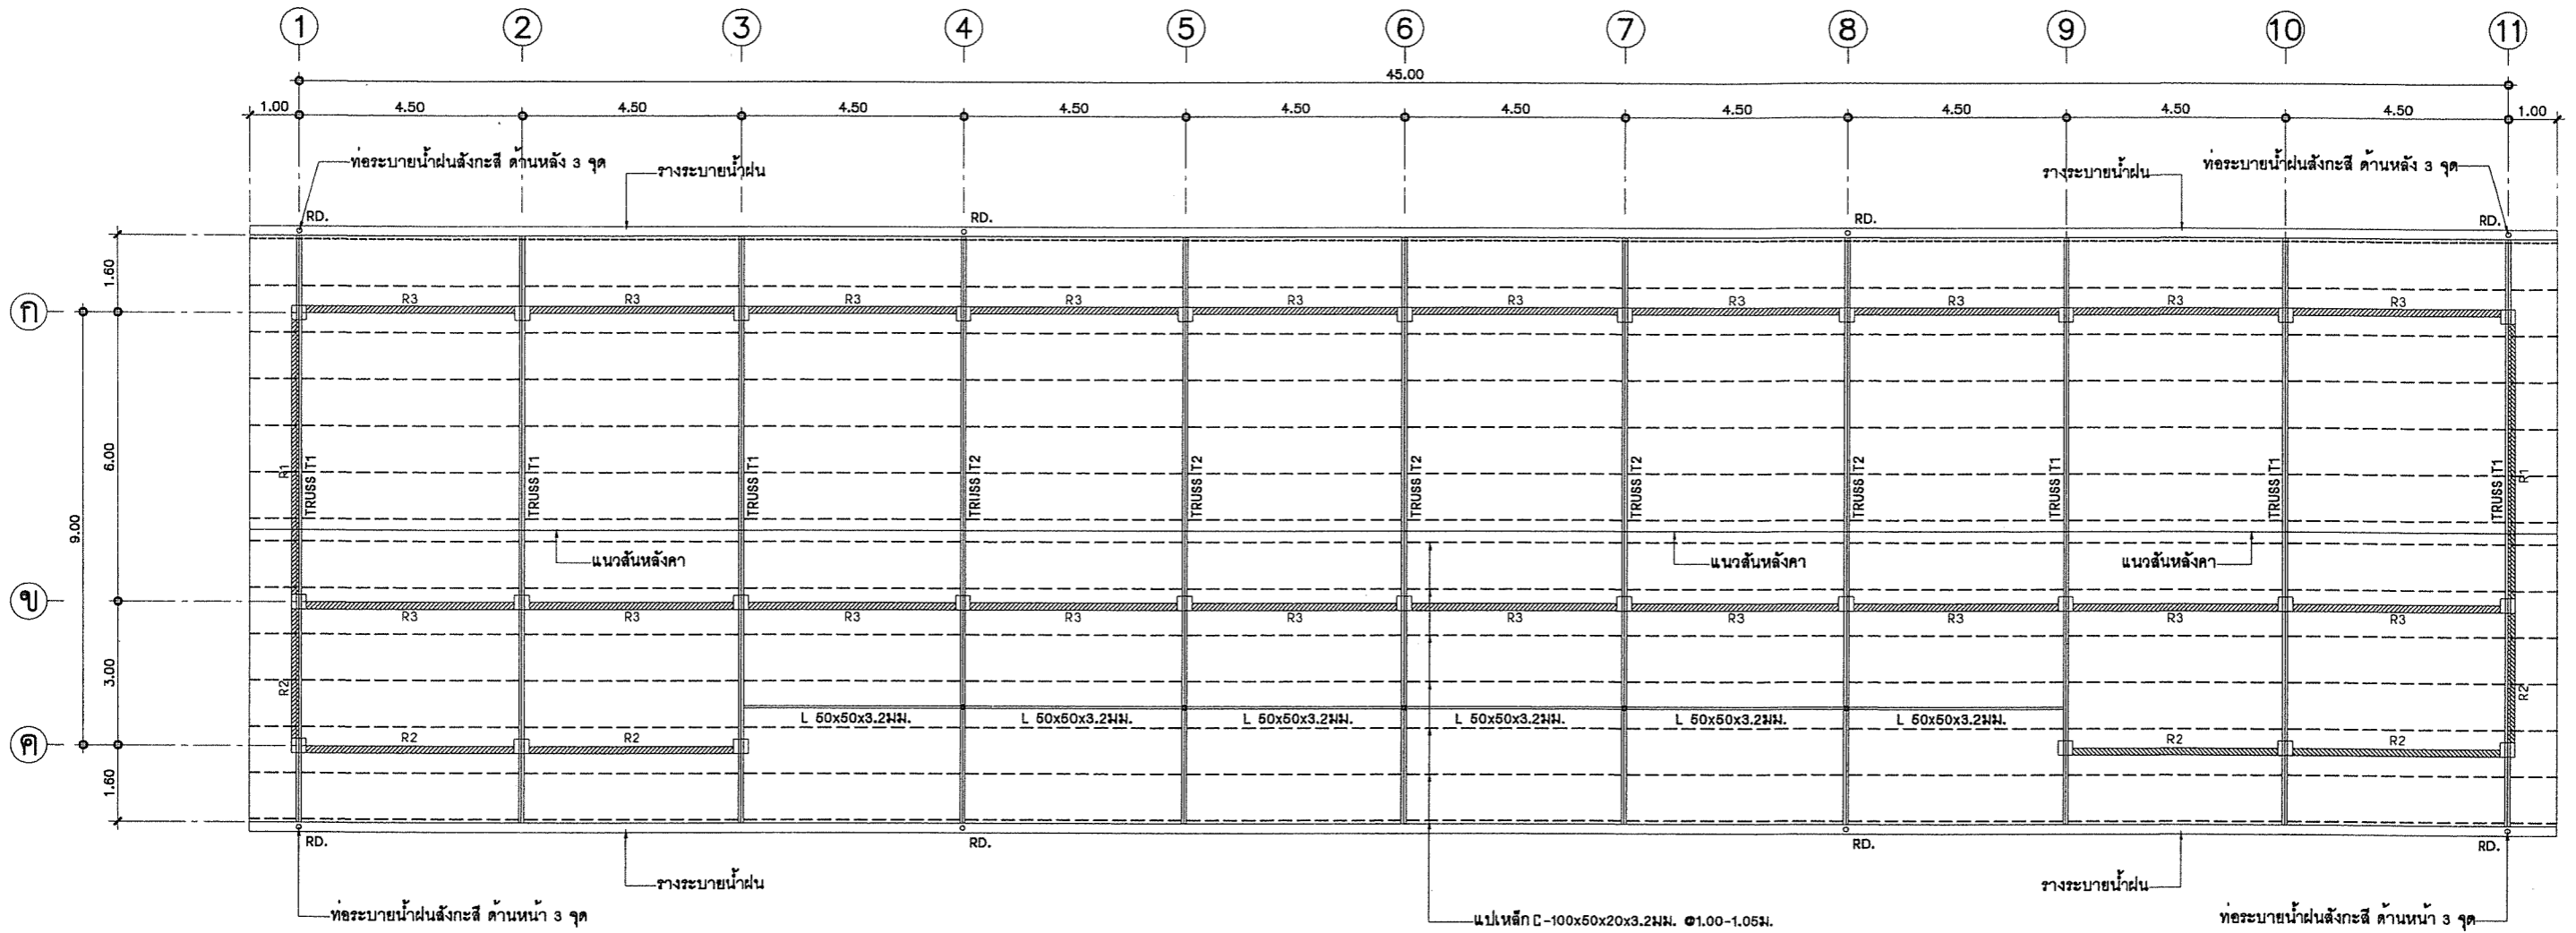 1 2 3 4 5 6 7 8 9 10 11
45.00
1.00 4.50 4.50 4.50 4.50 4.50 4.50 4.50 4.50 4.50 4.50 1.00
ท่อระบายน้ำฝนสังกะสี ด้านหลัง 3 จุด
รางระบายน้ำฝน
รางระบายน้ำฝน
ท่อระบายน้ำฝนสังกะสี ด้านหลัง 3 จุด
RD. RD. RD. RD.
1.60
ก
R3 R3 R3 R3 R3 R3 R3 R3 R3 R3
6.00
9.00
R1 TRUSS T1 TRUSS T1 TRUSS T1 TRUSS T2 TRUSS T2 TRUSS T2 TRUSS T2 TRUSS T2 TRUSS T1 TRUSS T1 TRUSS T1 R1
แนวสันหลังคา แนวสันหลังคา แนวสันหลังคา
ข
R3 R3 R3 R3 R3 R3 R3 R3 R3 R3
3.00
R2 R2
L 50x50x3.2มม. L 50x50x3.2มม. L 50x50x3.2มม. L 50x50x3.2มม. L 50x50x3.2มม. L 50x50x3.2มม.
ค
R2 R2 R2 R2
1.60
RD. RD. RD. RD.
รางระบายน้ำฝน
รางระบายน้ำฝน
ท่อระบายน้ำฝนสังกะสี ด้านหน้า 3 จุด
แปเหล็ก C-100x50x20x3.2มม. @1.00-1.05ม.
ท่อระบายน้ำฝนสังกะสี ด้านหน้า 3 จุด